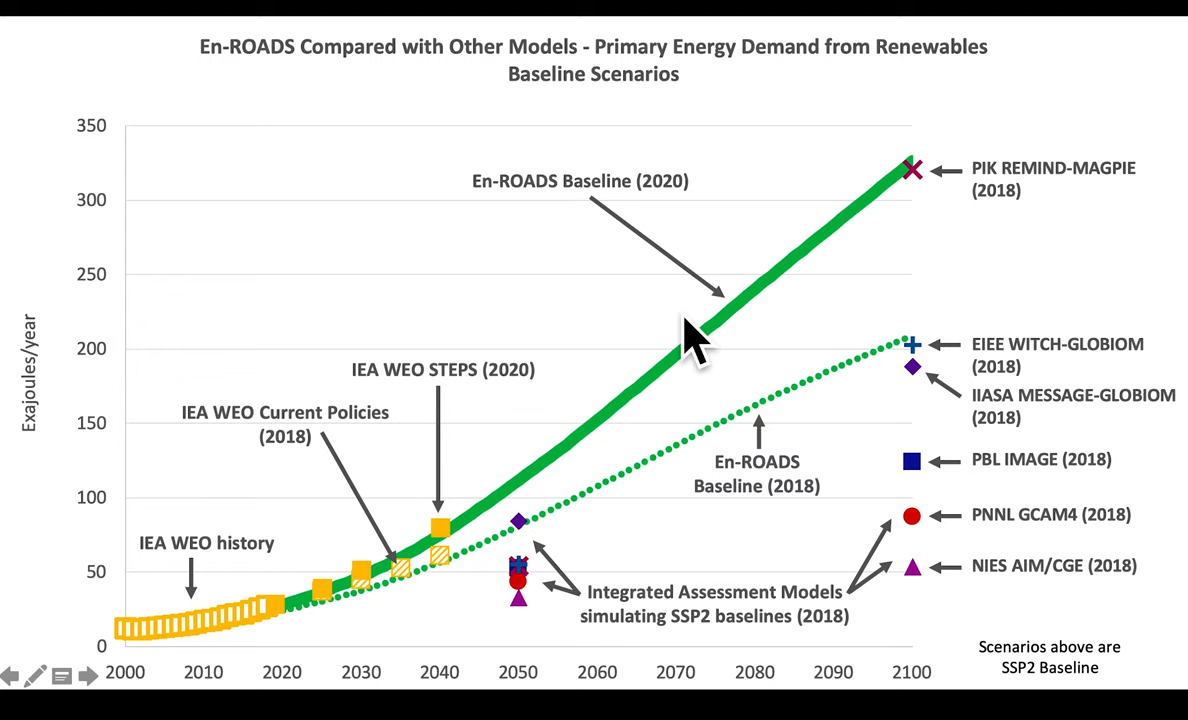 En-ROADS Compared with Other Models - Primary Energy Demand from Renewables
Baseline Scenarios
Exajoules/year
350
300
250
200
150
100
50
0
2000
2010
2020
2030
2040
2050
2060
2070
2080
2090
2100
En-ROADS Baseline (2020)
IEA WEO STEPS (2020)
IEA WEO Current Policies
(2018)
IEA WEO history
En-ROADS
Baseline (2018)
Integrated Assessment Models
simulating SSP2 baselines (2018)
PIK REMIND-MAGPIE
(2018)
EIEE WITCH-GLOBIOM
(2018)
IIASA MESSAGE-GLOBIOM
(2018)
PBL IMAGE (2018)
PNNL GCAM4 (2018)
NIES AIM/CGE (2018)
Scenarios above are
SSP2 Baseline